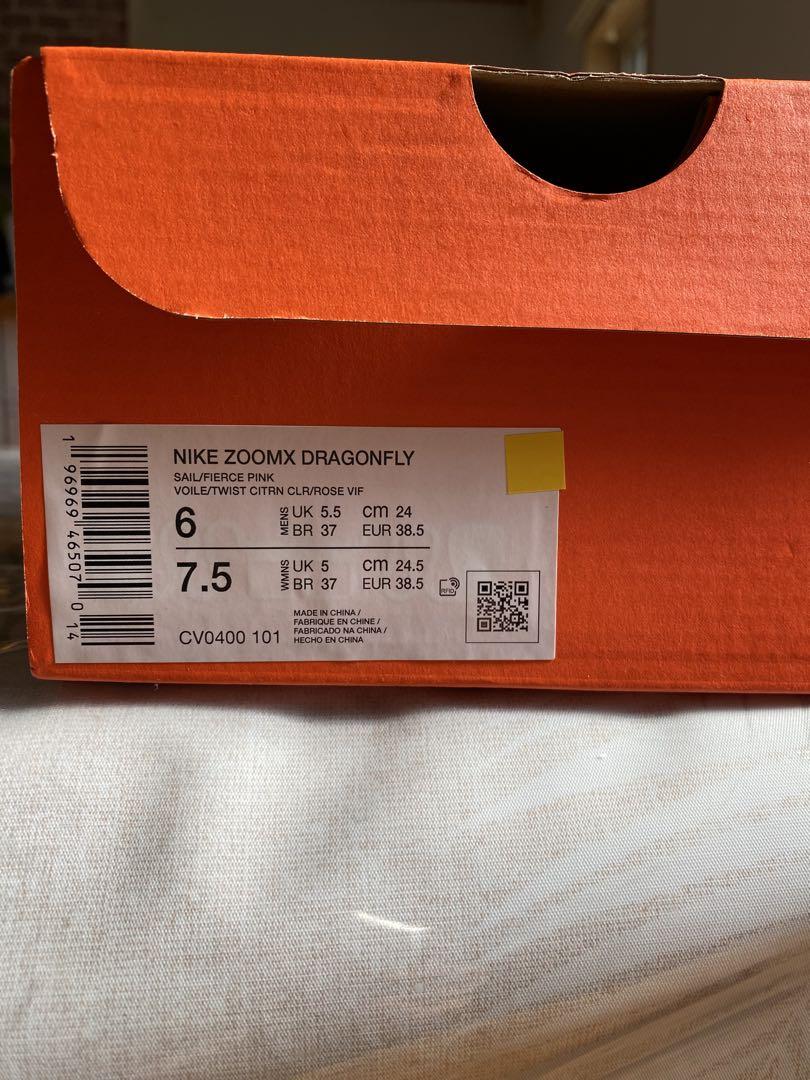 NIKE ZOOMX DRAGONFLY
SAIL/FIERCE PINK
VOILE/TWIST CITRN CLR/ROSE VIF
6 MENS UK 5.5 cm 24
BR 37 EUR 38.5
7.5 WMNS UK 5 cm 24.5
BR 37 EUR 38.5
RFID
CV0400 101
MADE IN CHINA /
FABRIQUE EN CHINE /
FABRICADO NA CHINA /
HECHO EN CHINA
1 96969 46507 0 14